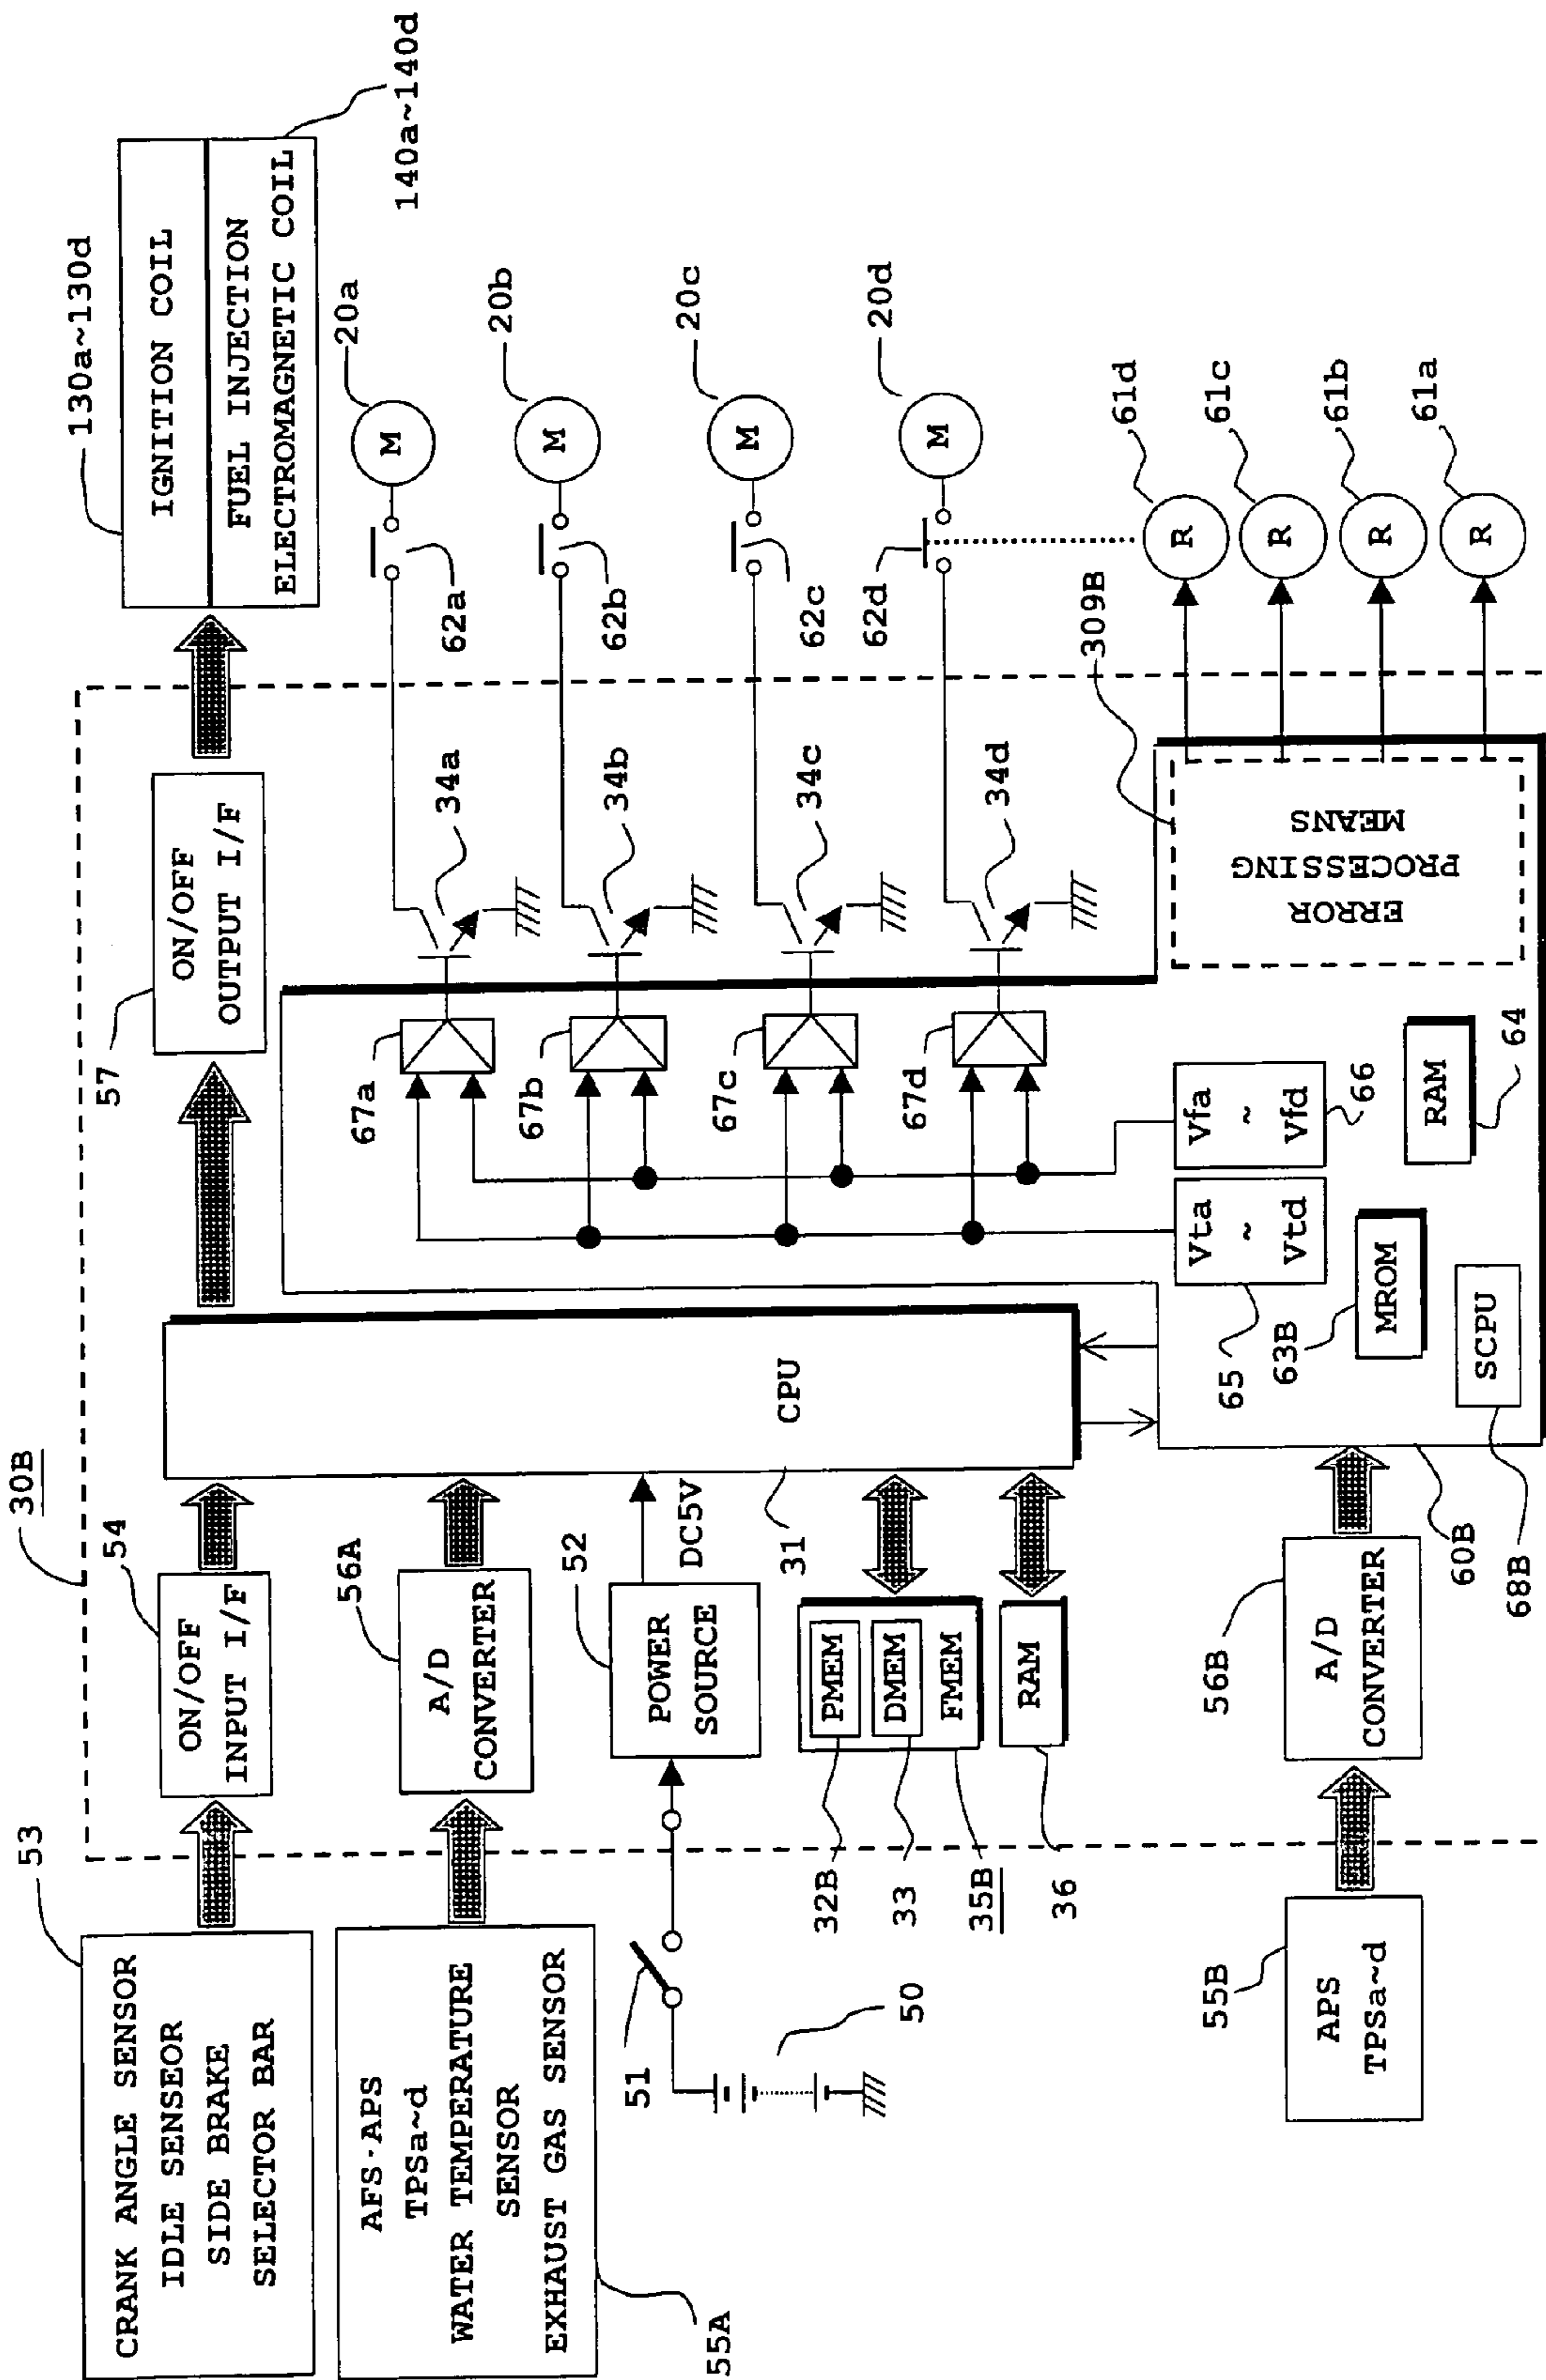 30B
53
CRANK ANGLE SENSOR
IDLE SENSEOR
SIDE BRAKE
SELECTOR BAR
54
ON/OFF
INPUT I/F
57
ON/OFF
OUTPUT I/F
130a~130d
IGNITION COIL
FUEL INJECTION
ELECTROMAGNETIC COIL
140a~140d
AFS·APS
TPSa~d
WATER TEMPERATURE
SENSOR
EXHAUST GAS SENSOR
55A
56A
A/D
CONVERTER
51
50
52
POWER
SOURCE
DC5V
CPU
31
PMEM
DMEM
FMEM
32B
33
35B
RAM
36
67a
34a
62a
M
20a
67b
34b
62b
M
20b
67c
34c
62c
M
20c
67d
34d
62d
M
20d
55B
APS
TPSa~d
56B
A/D
CONVERTER
60B
65
Vta
~
Vtd
Vfa
~
Vfd
66
63B
MROM
RAM
64
SCPU
68B
309B
ERROR
PROCESSING
MEANS
R
61d
R
61c
R
61b
R
61a